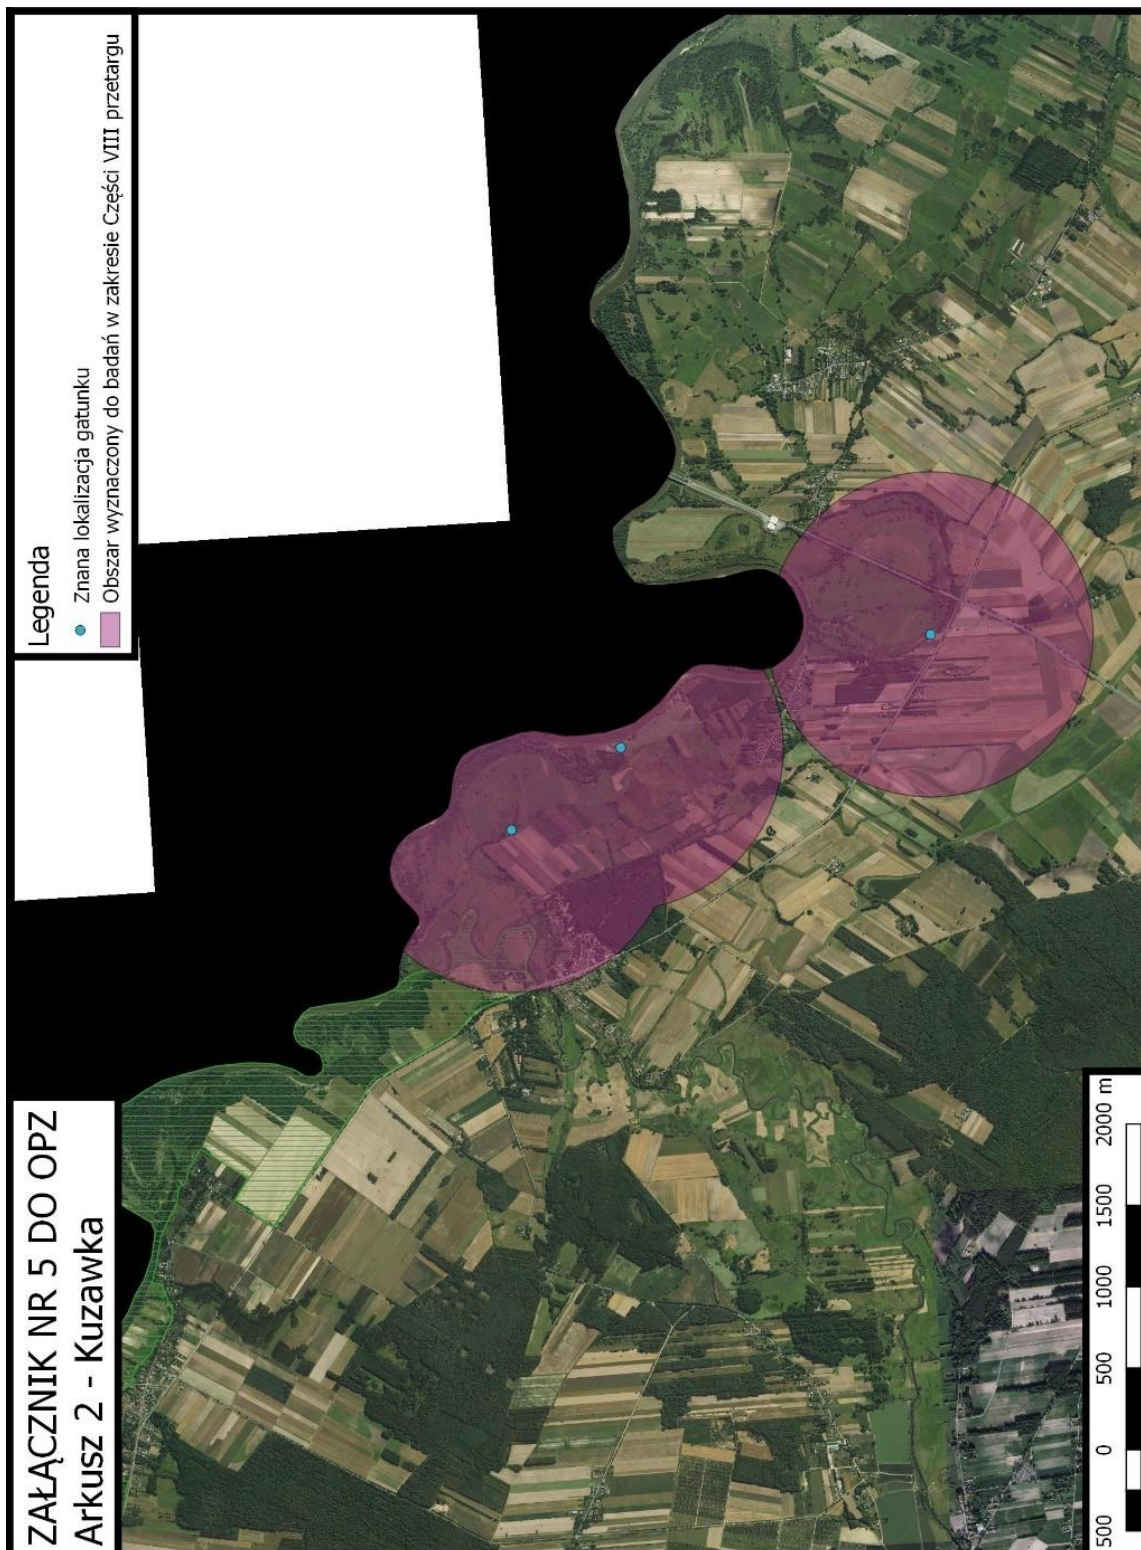 ZAŁĄCZNIK NR 5 DO OPZ
Arkusz 2 - Kuzawka
Legenda
Znana lokalizacja gatunku
Obszar wyznaczony do badań w zakresie Części VIII przetargu
500 0 500 1000 1500 2000 m